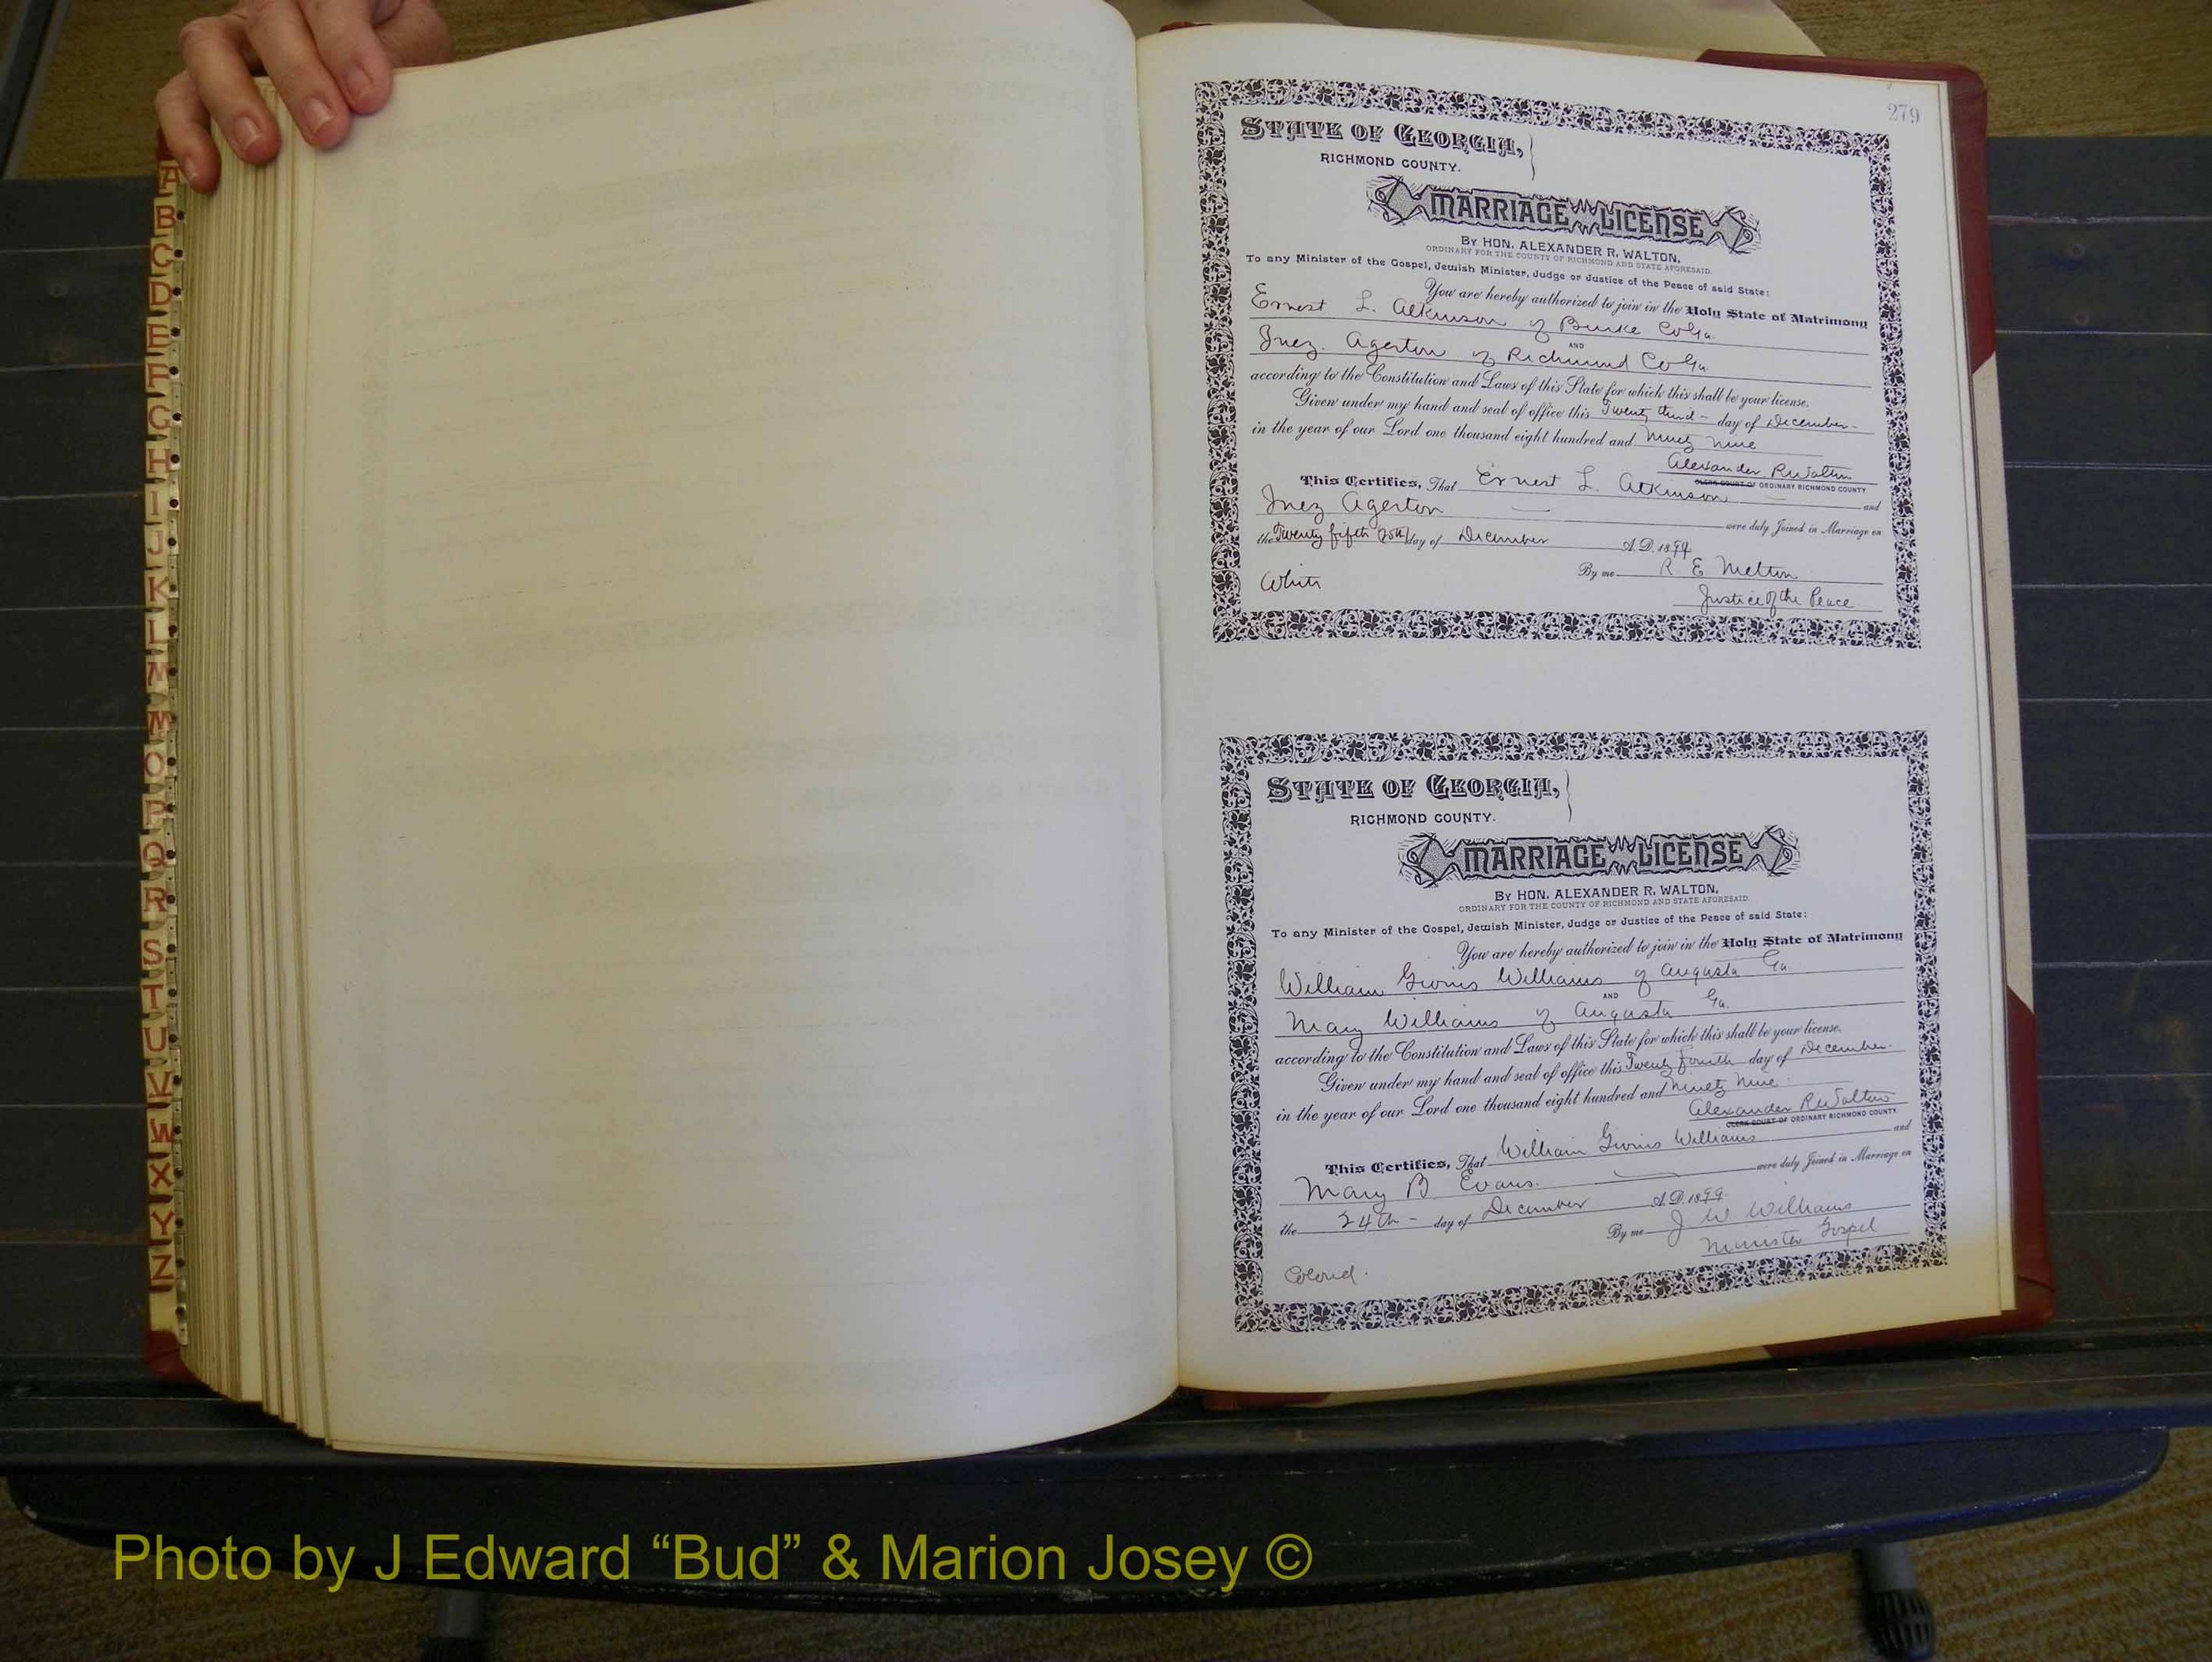 A
B
C
D
E
F
G
H
I
J
K
L
M
M
O
P
Q
R
S
T
U
V
W
X
Y
Z
279
STATE OF GEORGIA,
RICHMOND COUNTY.
MARRIAGE LICENSE
BY HON. ALEXANDER R. WALTON,
ORDINARY FOR THE COUNTY OF RICHMOND AND STATE AFORESAID.
To any Minister of the Gospel, Jewish Minister, Judge or Justice of the Peace of said State:
You are hereby authorized to join in the Holy State of Matrimony
Ernest L. Atkinson of Burke Co Ga.
AND
Inez. Agerton of Richmond Co Ga.
according to the Constitution and Laws of this State for which this shall be your license.
Given under my hand and seal of office this Twenty third - day of December -
in the year of our Lord one thousand eight hundred and Ninety Nine
Alexander R Walton
CLERK COURT OF ORDINARY RICHMOND COUNTY
This Certifies, That Ernest L. Atkinson and
Inez Agerton were duly Joined in Marriage on
the Twenty fifth 25th day of December A.D. 1899
By me R E Melton
White
Justice of the Peace
STATE OF GEORGIA,
RICHMOND COUNTY.
MARRIAGE LICENSE
BY HON. ALEXANDER R. WALTON,
ORDINARY FOR THE COUNTY OF RICHMOND AND STATE AFORESAID.
To any Minister of the Gospel, Jewish Minister, Judge or Justice of the Peace of said State:
You are hereby authorized to join in the Holy State of Matrimony
William Williams of Augusta Ga
AND
Mary Williams of Augusta Ga.
according to the Constitution and Laws of this State for which this shall be your license.
Given under my hand and seal of office this Twenty Fourth day of December.
in the year of our Lord one thousand eight hundred and Ninety Nine.
Alexander R Walton
CLERK COURT OF ORDINARY RICHMOND COUNTY.
This Certifies, That William Williams and
Mary B. Evans. were duly Joined in Marriage on
the 24th - day of December A.D. 1899.
By me J W Williams
Minister Gospel
Colored.
Photo by J Edward “Bud” & Marion Josey ©